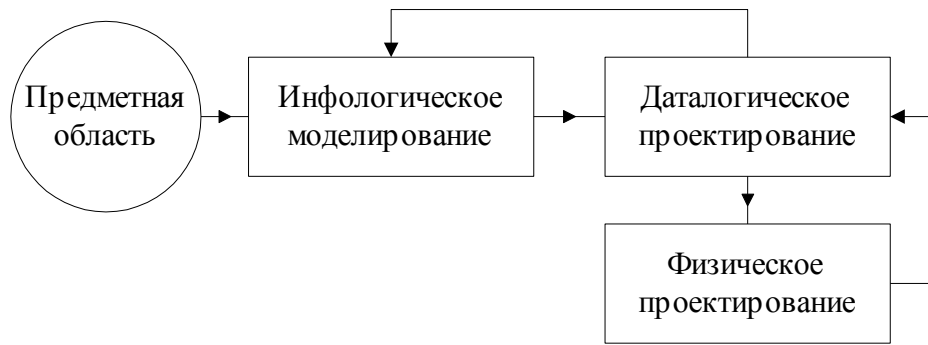 Предметная
область
Инфологическое
моделирование
Даталогическое
проектирование
Физическое
проектирование